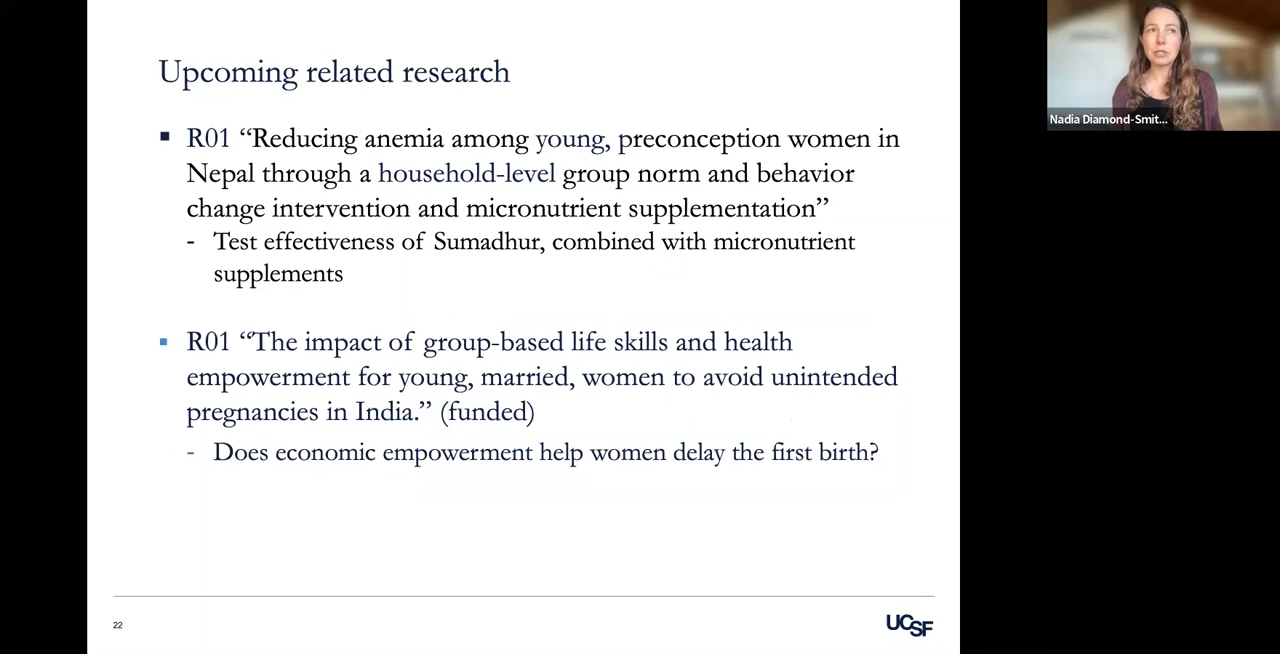 Upcoming related research
▪ R01 “Reducing anemia among young, preconception women in
Nepal through a household-level group norm and behavior
change intervention and micronutrient supplementation”
- Test effectiveness of Sumadhur, combined with micronutrient
supplements
▪ R01 “The impact of group-based life skills and health
empowerment for young, married, women to avoid unintended
pregnancies in India.” (funded)
- Does economic empowerment help women delay the first birth?
22
UCSF
Nadia Diamond-Smit...